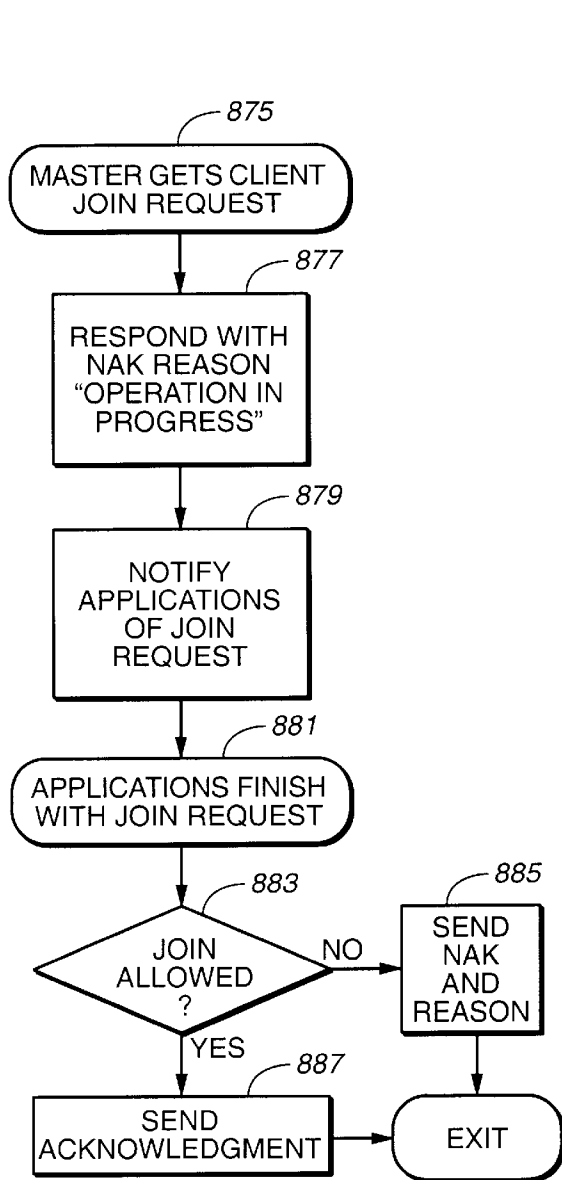 875
MASTER GETS CLIENT
JOIN REQUEST
877
RESPOND WITH
NAK REASON
“OPERATION IN
PROGRESS”
879
NOTIFY
APPLICATIONS
OF JOIN
REQUEST
881
APPLICATIONS FINISH
WITH JOIN REQUEST
883
JOIN
ALLOWED
?
NO
885
SEND
NAK
AND
REASON
YES
887
SEND
ACKNOWLEDGMENT
EXIT